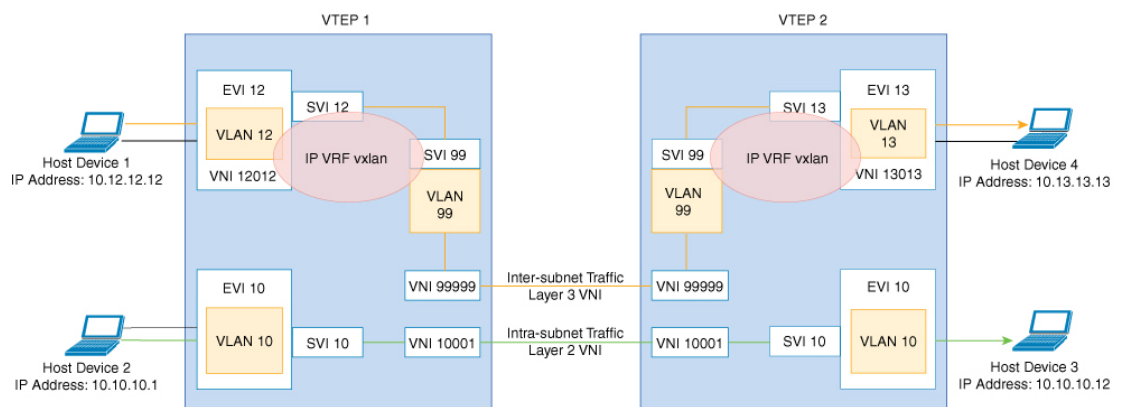 VTEP 1
VTEP 2
EVI 12
VLAN 12
VNI 12012
SVI 12
IP VRF vxlan
SVI 99
VLAN
99
VNI 99999
Host Device 1
IP Address: 10.12.12.12
EVI 10
VLAN 10
SVI 10
VNI 10001
Host Device 2
IP Address: 10.10.10.1
Inter-subnet Traffic
Layer 3 VNI
Intra-subnet Traffic
Layer 2 VNI
SVI 13
EVI 13
VLAN
13
VNI 13013
IP VRF vxlan
SVI 99
VLAN
99
VNI 99999
Host Device 4
IP Address: 10.13.13.13
VNI 10001
SVI 10
EVI 10
VLAN 10
Host Device 3
IP Address: 10.10.10.12